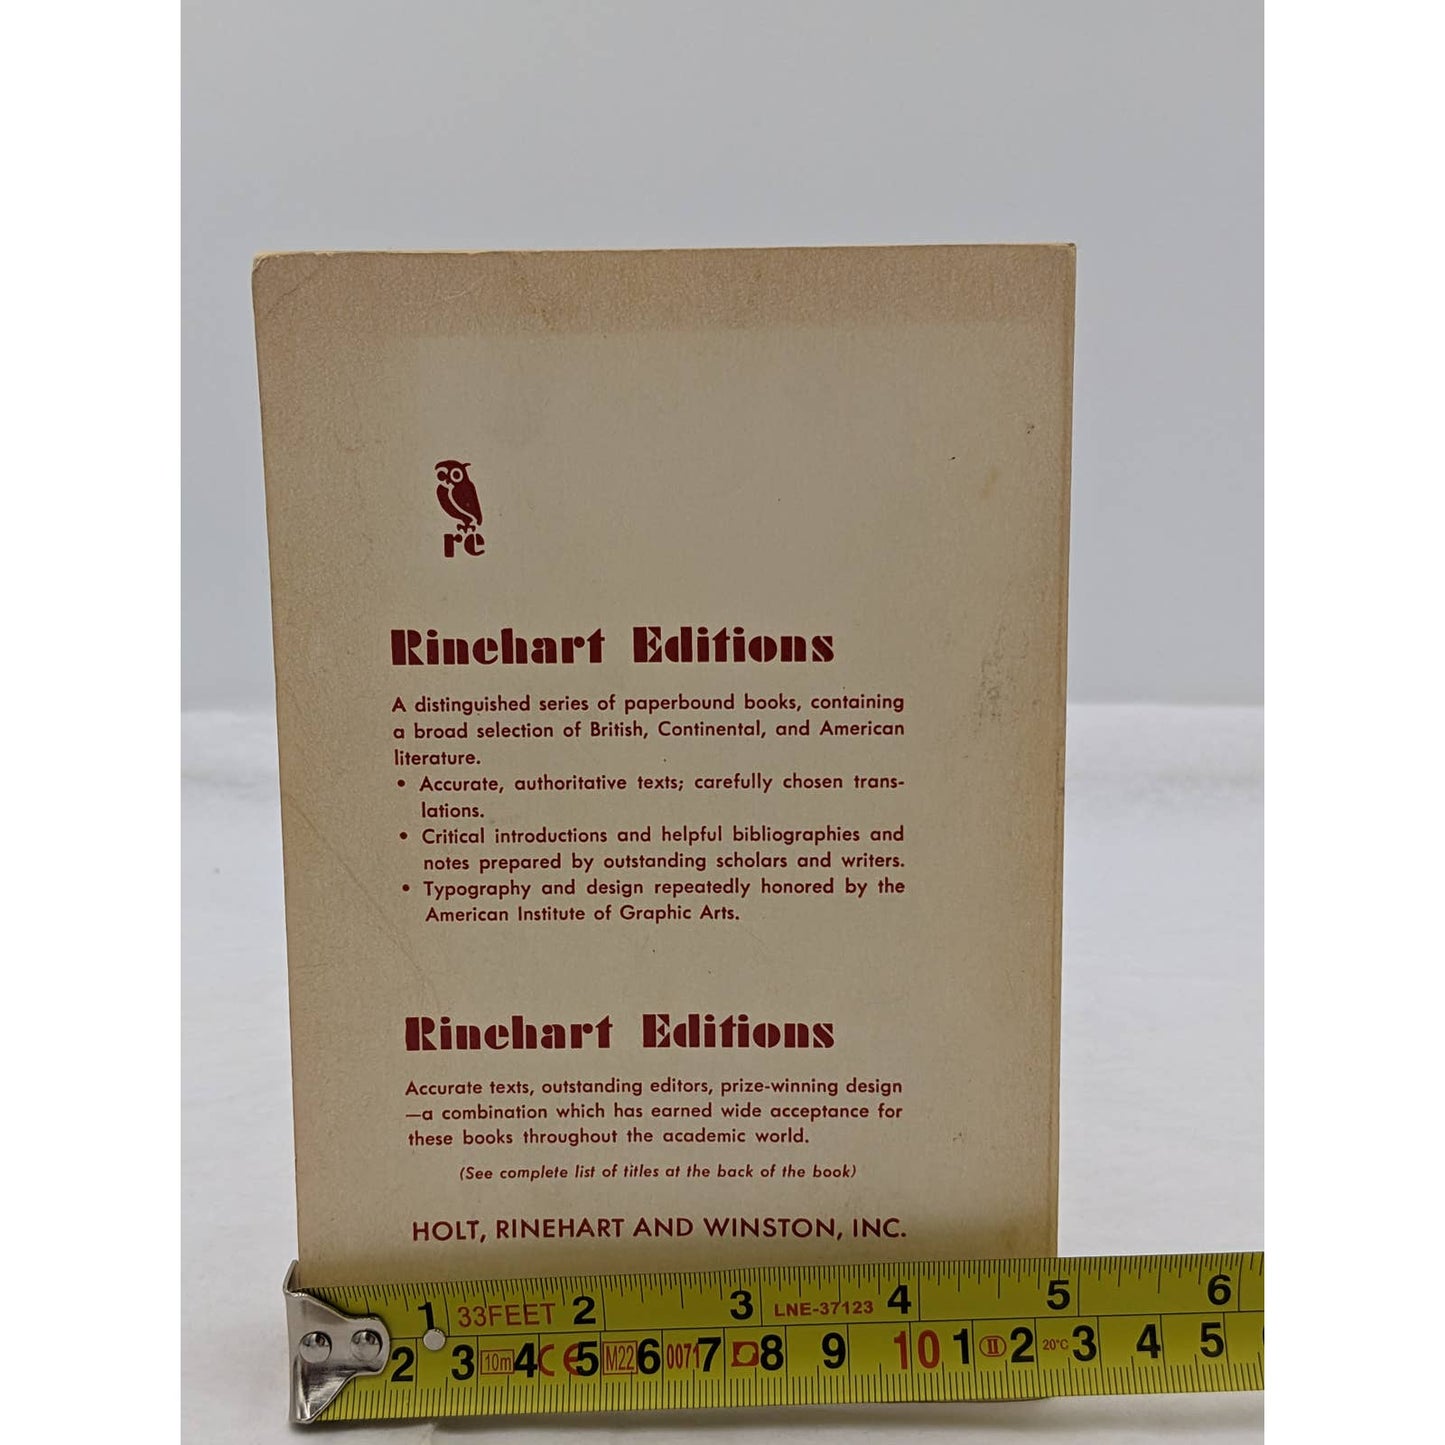 re
Rinehart Editions
A distinguished series of paperbound books, containing
a broad selection of British, Continental, and American
literature.
• Accurate, authoritative texts; carefully chosen trans-
lations.
• Critical introductions and helpful bibliographies and
notes prepared by outstanding scholars and writers.
• Typography and design repeatedly honored by the
American Institute of Graphic Arts.
Rinehart Editions
Accurate texts, outstanding editors, prize-winning design
—a combination which has earned wide acceptance for
these books throughout the academic world.
(See complete list of titles at the back of the book)
HOLT, RINEHART AND WINSTON, INC.
1 33FEET 2 3 LNE-37123 4 5 6
2 3 10m 4 CE 5 M22 6 0071 7 8 9 10 1 II 2 20°C 3 4 5